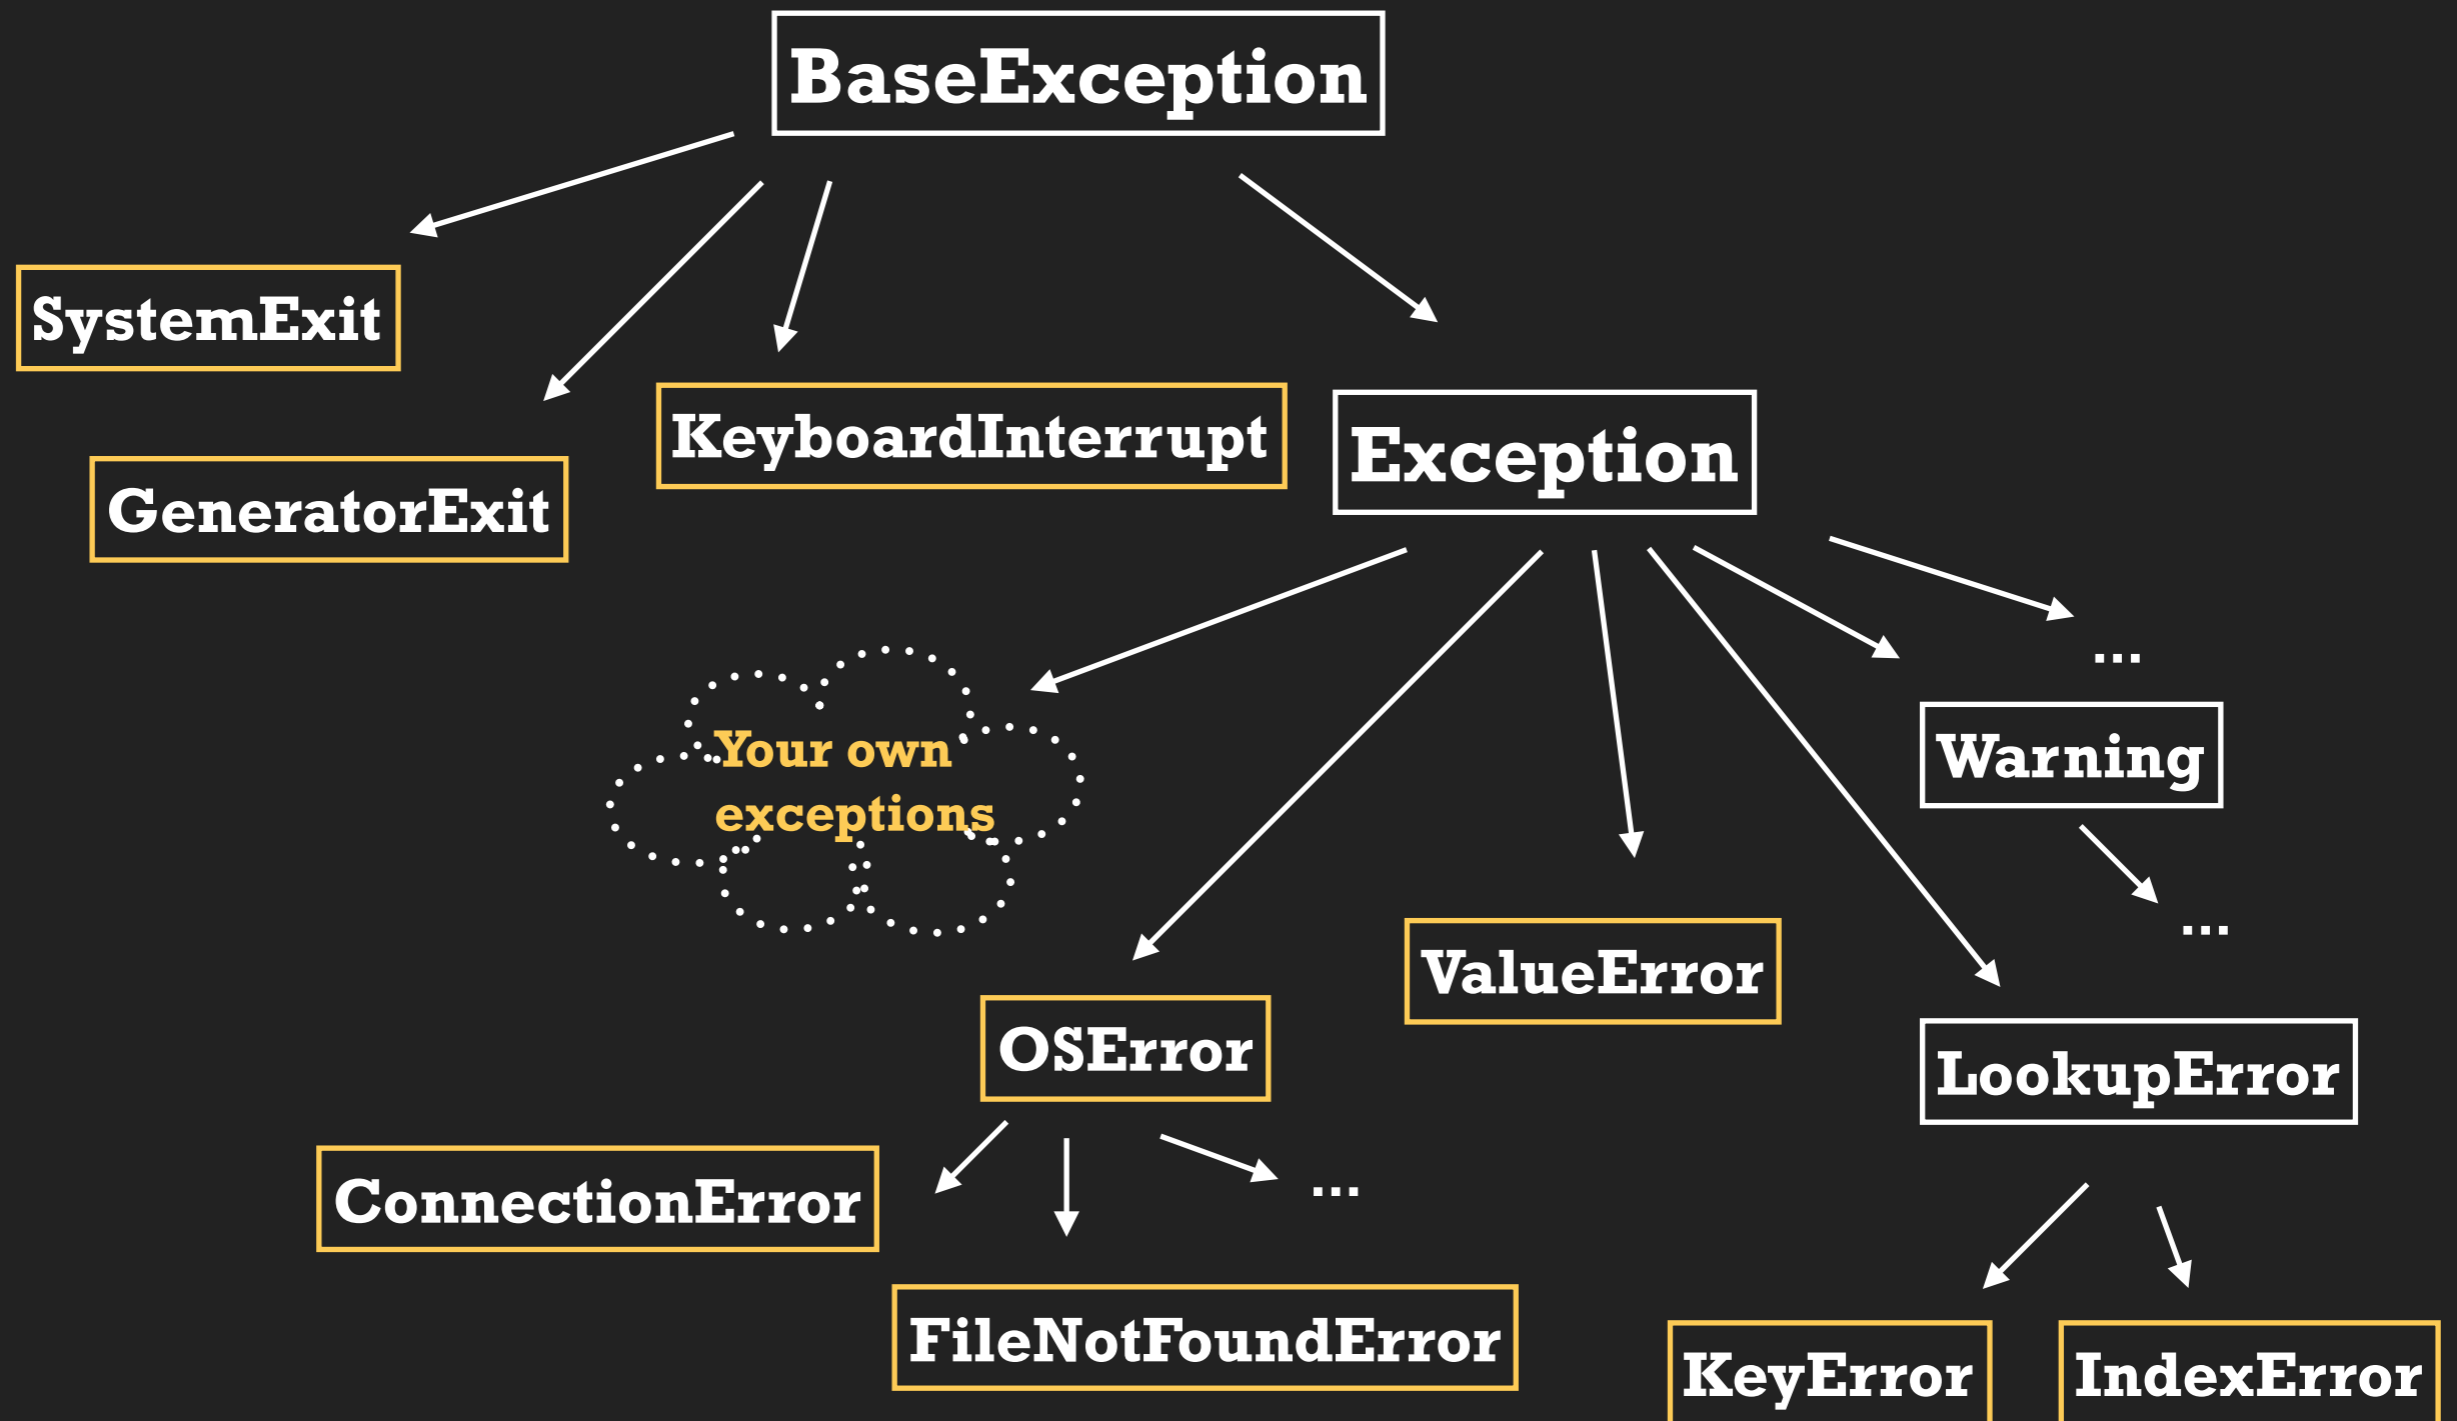 BaseException
SystemExit
KeyboardInterrupt
Exception
GeneratorExit
...
Your own
exceptions
Warning
...
ValueError
OSError
LookupError
ConnectionError
...
FileNotFoundError
KeyError
IndexError